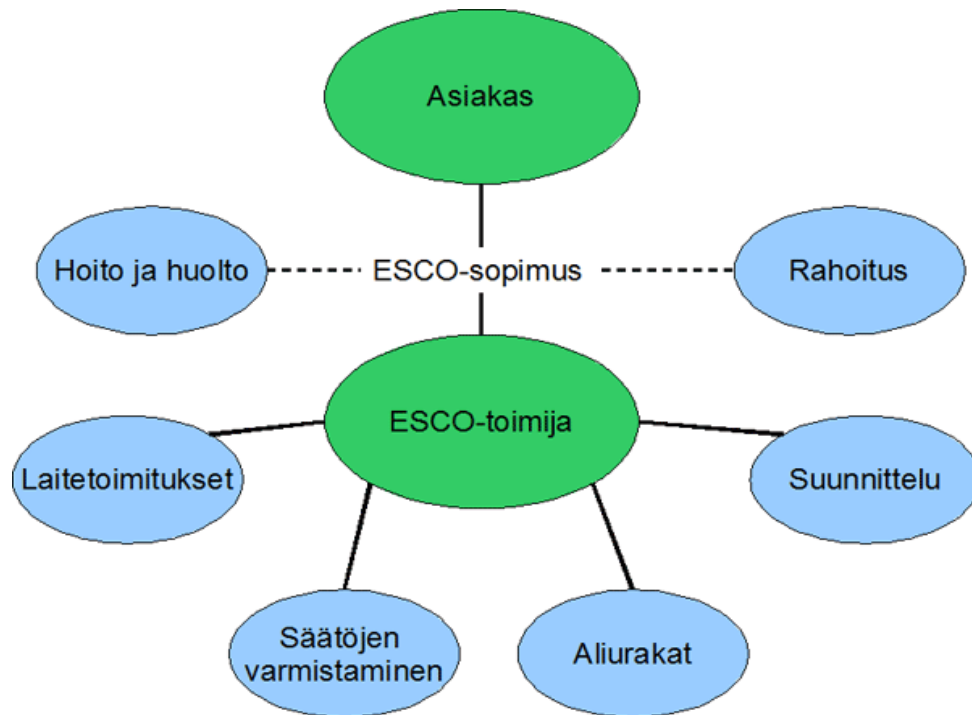 Asiakas
Hoito ja huolto
ESCO-sopimus
Rahoitus
ESCO-toimija
Laitetoimitukset
Suunnittelu
Säätöjen
varmistaminen
Aliurakat